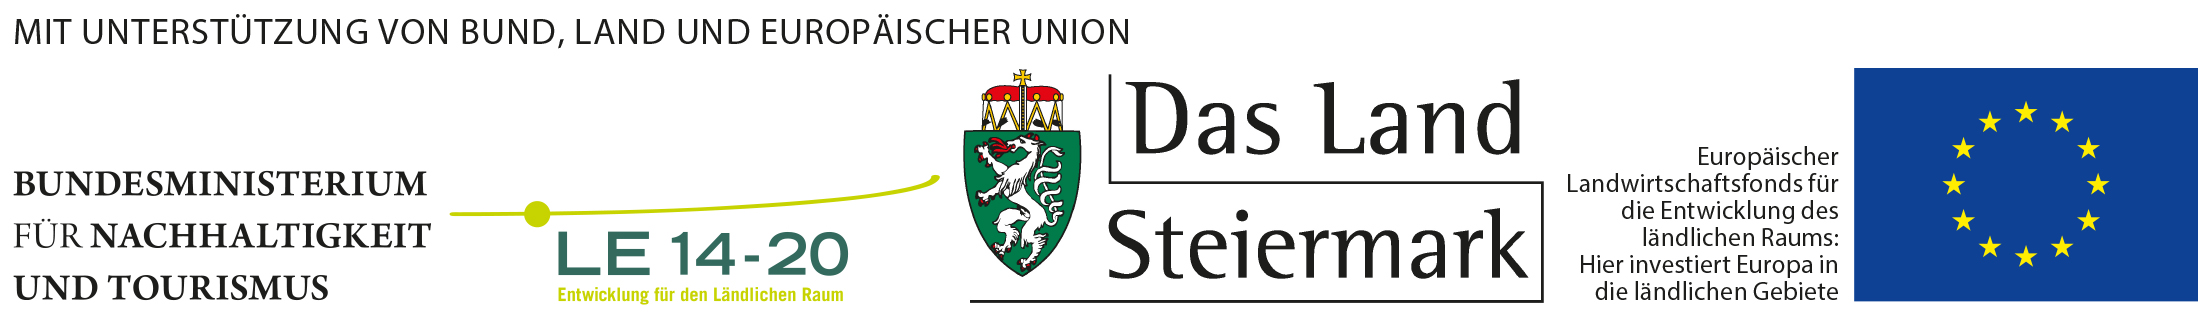 MIT UNTERSTÜTZUNG VON BUND, LAND UND EUROPÄISCHER UNION
BUNDESMINISTERIUM
FÜR NACHHALTIGKEIT
UND TOURISMUS
LE 14-20
Entwicklung für den Ländlichen Raum
Das Land
Steiermark
Europäischer
Landwirtschaftsfonds für
die Entwicklung des
ländlichen Raums:
Hier investiert Europa in
die ländlichen Gebiete